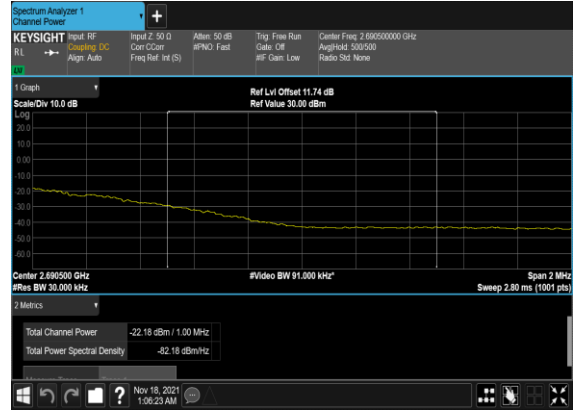 Spectrum Analyzer 1
Channel Power
+
KEYSIGHT
RL
Input: RF
Coupling: DC
Align: Auto
Input Z: 50 Ω
Corr CCorr
Freq Ref: Int (S)
Atten: 50 dB
#PNO: Fast
Trig: Free Run
Gate: Off
#IF Gain: Low
Center Freq: 2.690500000 GHz
Avg|Hold: 500/500
Radio Std: None
1 Graph
Scale/Div 10.0 dB
Ref Lvl Offset 11.74 dB
Ref Value 30.00 dBm
Log
20.0
10.0
0.00
-10.0
-20.0
-30.0
-40.0
-50.0
-60.0
Center 2.690500 GHz
#Res BW 30.000 kHz
#Video BW 91.000 kHz*
Span 2 MHz
Sweep 2.80 ms (1001 pts)
2 Metrics
Total Channel Power -22.18 dBm / 1.00 MHz
Total Power Spectral Density -82.18 dBm/Hz
?
Nov 18, 2021
1:06:23 AM